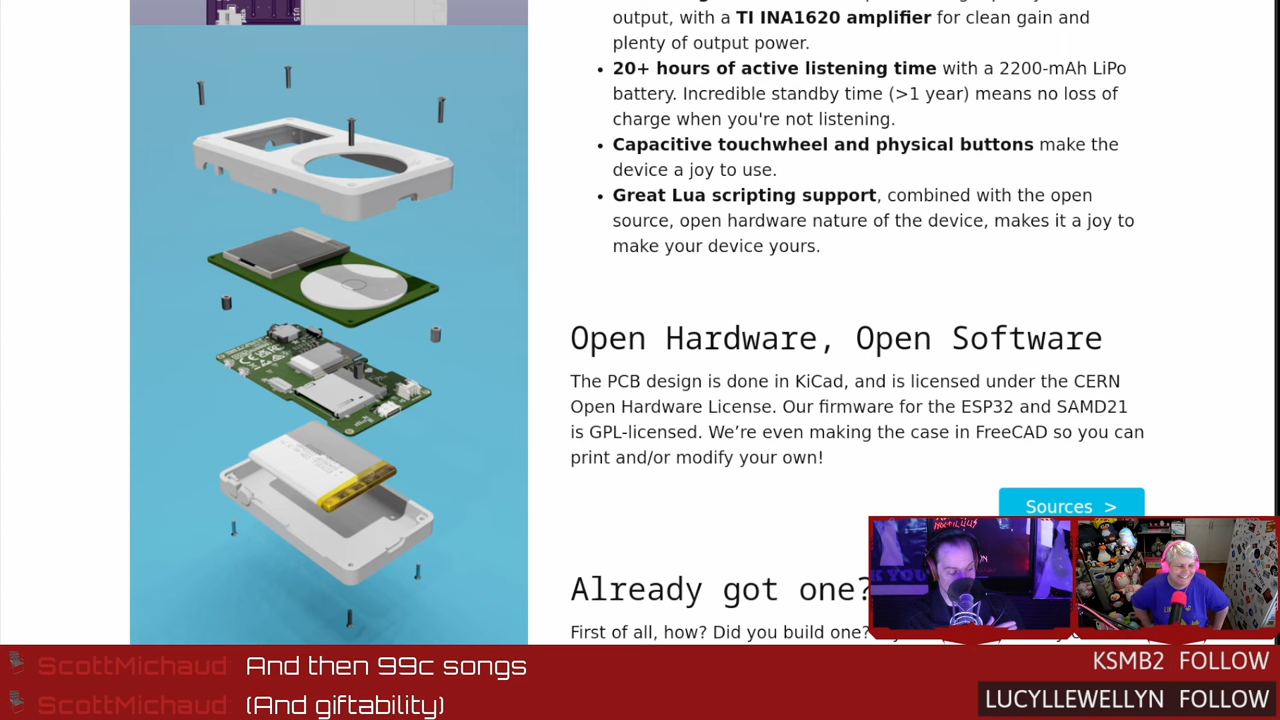 output, with a TI INA1620 amplifier for clean gain and
plenty of output power.
• 20+ hours of active listening time with a 2200-mAh LiPo
battery. Incredible standby time (>1 year) means no loss of
charge when you're not listening.
• Capacitive touchwheel and physical buttons make the
device a joy to use.
• Great Lua scripting support, combined with the open
source, open hardware nature of the device, makes it a joy to
make your device yours.
Open Hardware, Open Software
The PCB design is done in KiCad, and is licensed under the CERN
Open Hardware License. Our firmware for the ESP32 and SAMD21
is GPL-licensed. We’re even making the case in FreeCAD so you can
print and/or modify your own!
Sources >
Already got one?
First of all, how? Did you build one?
ScottMichaud And then 99c songs
ScottMichaud (And giftability)
KSMB2 FOLLOW
LUCYLLEWELLYN FOLLOW